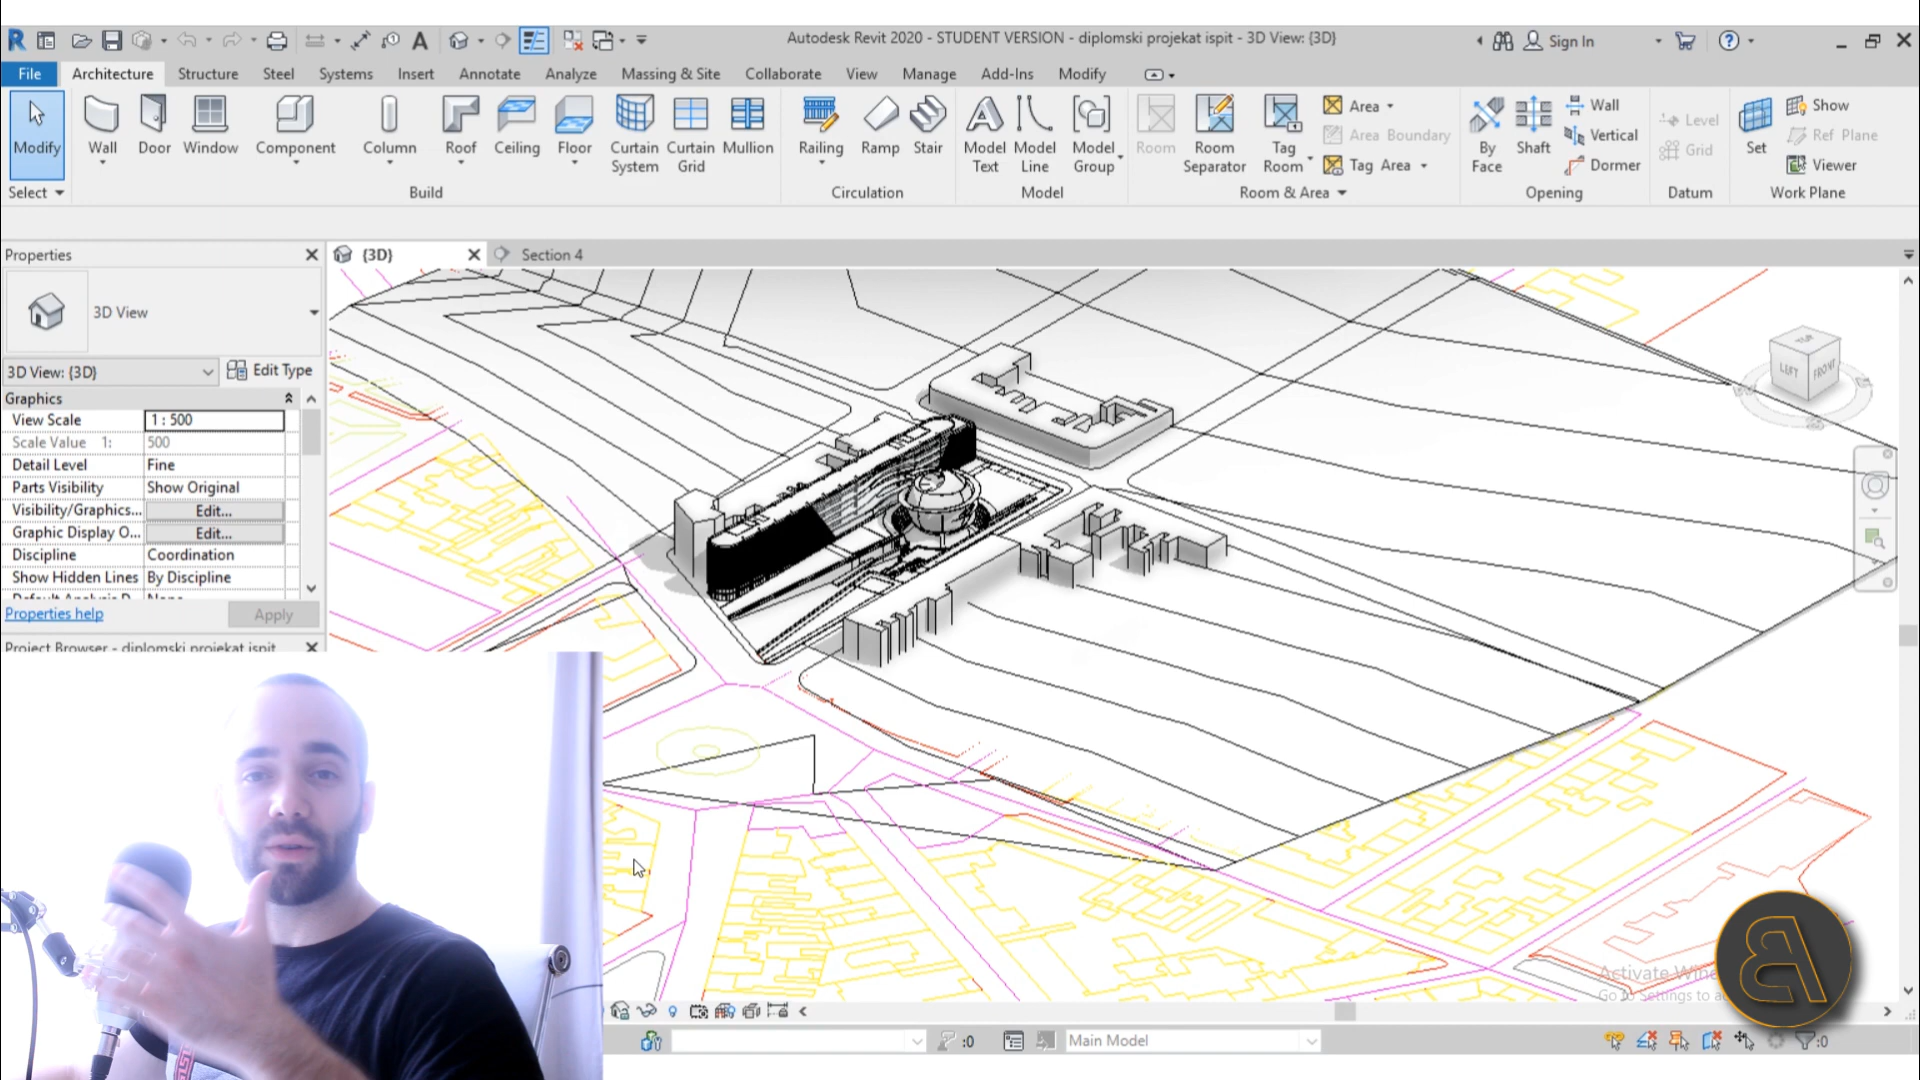 Autodesk Revit 2020 - STUDENT VERSION - diplomski projekat ispit - 3D View: {3D}
Sign In
File Architecture Structure Steel Systems Insert Annotate Analyze Massing & Site Collaborate View Manage Add-Ins Modify
Modify
Wall
Door
Window
Component
Column
Roof
Ceiling
Floor
Curtain System
Curtain Grid
Mullion
Railing
Ramp
Stair
Model Text
Model Line
Model Group
Room
Room Separator
Tag Room
Area
Area Boundary
Tag Area
By Face
Shaft
Wall
Vertical
Dormer
Level
Grid
Set
Show
Ref Plane
Viewer
Select
Build
Circulation
Model
Room & Area
Opening
Datum
Work Plane
Properties
{3D}
Section 4
3D View
3D View: {3D}
Edit Type
Graphics
View Scale 1 : 500
Scale Value 1: 500
Detail Level Fine
Parts Visibility Show Original
Visibility/Graphics... Edit...
Graphic Display O... Edit...
Discipline Coordination
Show Hidden Lines By Discipline
Properties help
Apply
Project Browser - diplomski projekat ispit
TOP
LEFT
FRONT
Activate Win
Go to Settings to a
:0
Main Model
:0